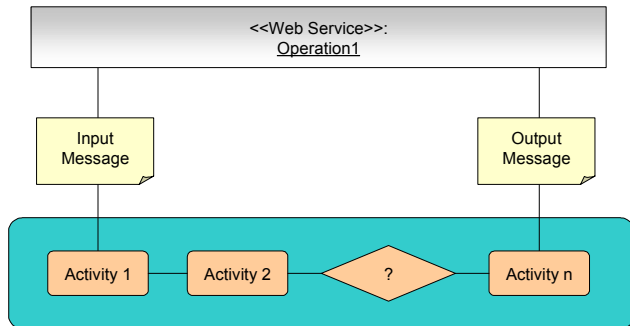 <<Web Service>>:
Operation1
Input
Message
Output
Message
Activity 1
Activity 2
?
Activity n